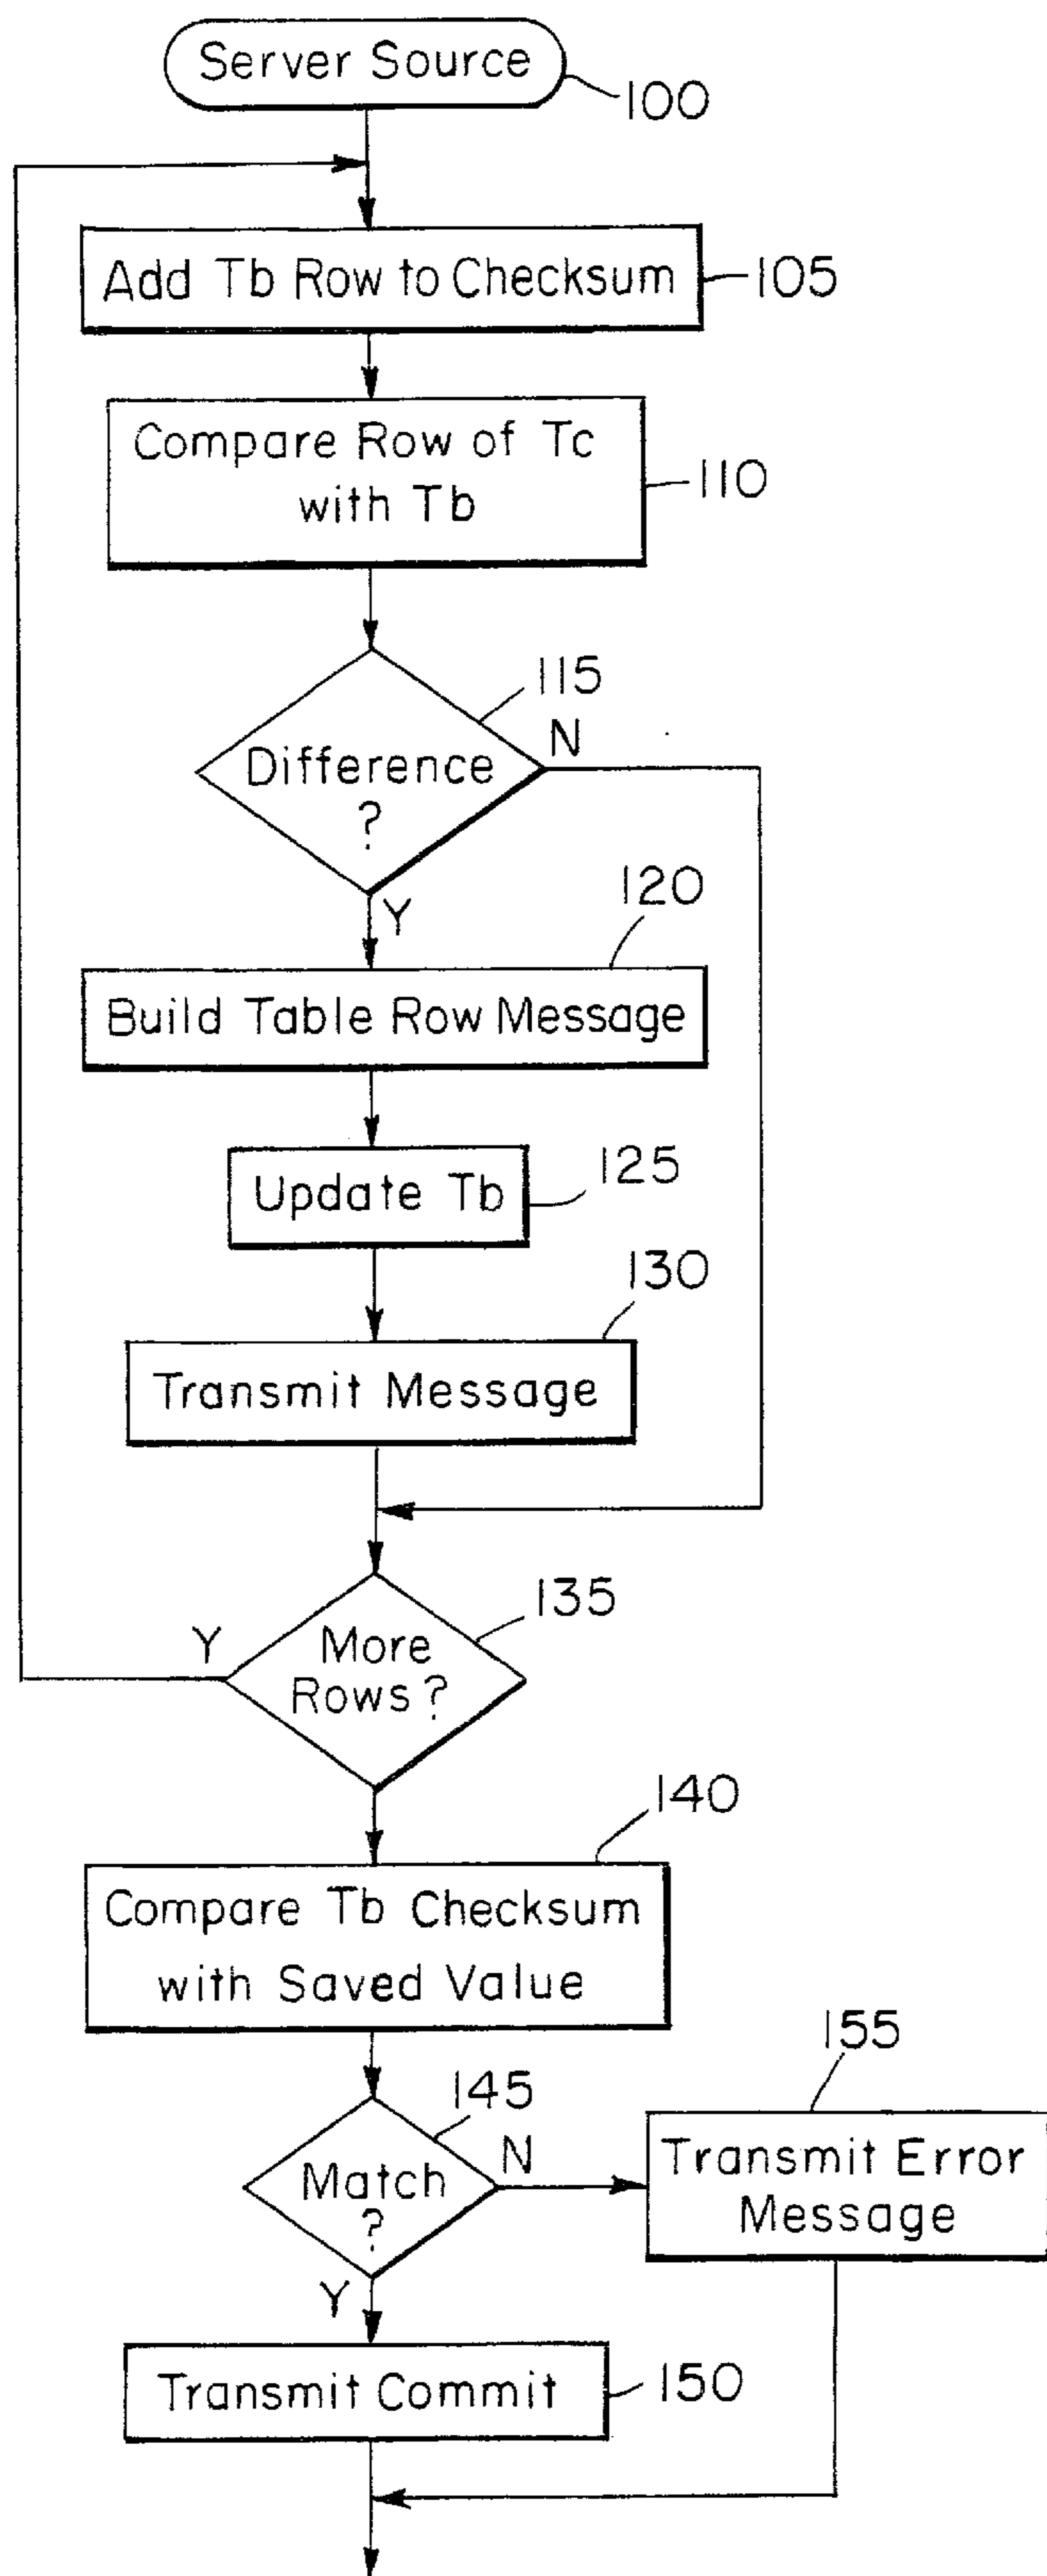 Server Source
100
Add Tb Row to Checksum
105
Compare Row of Tc
with Tb
110
115
N
Difference
?
Y
120
Build Table Row Message
125
Update Tb
130
Transmit Message
135
Y
More
Rows?
140
Compare Tb Checksum
with Saved Value
155
145
N
Match
?
Transmit Error
Message
Y
Transmit Commit
150